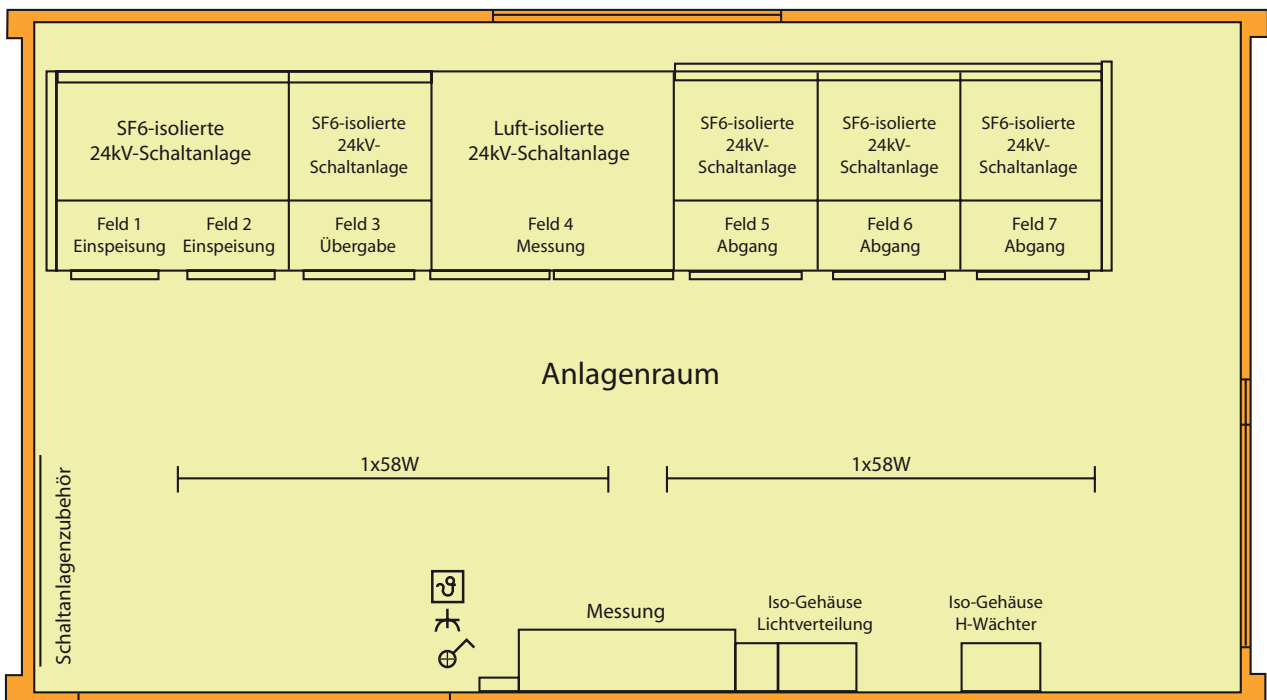 SF6-isolierte
24kV-Schaltanlage
SF6-isolierte
24kV-
Schaltanlage
Luft-isolierte
24kV-Schaltanlage
SF6-isolierte
24kV-
Schaltanlage
SF6-isolierte
24kV-
Schaltanlage
SF6-isolierte
24kV-
Schaltanlage
Feld 1
Einspeisung
Feld 2
Einspeisung
Feld 3
Übergabe
Feld 4
Messung
Feld 5
Abgang
Feld 6
Abgang
Feld 7
Abgang
Anlagenraum
1x58W
1x58W
Schaltanlagenzubehör
ϑ
Messung
Iso-Gehäuse
Lichtverteilung
Iso-Gehäuse
H-Wächter